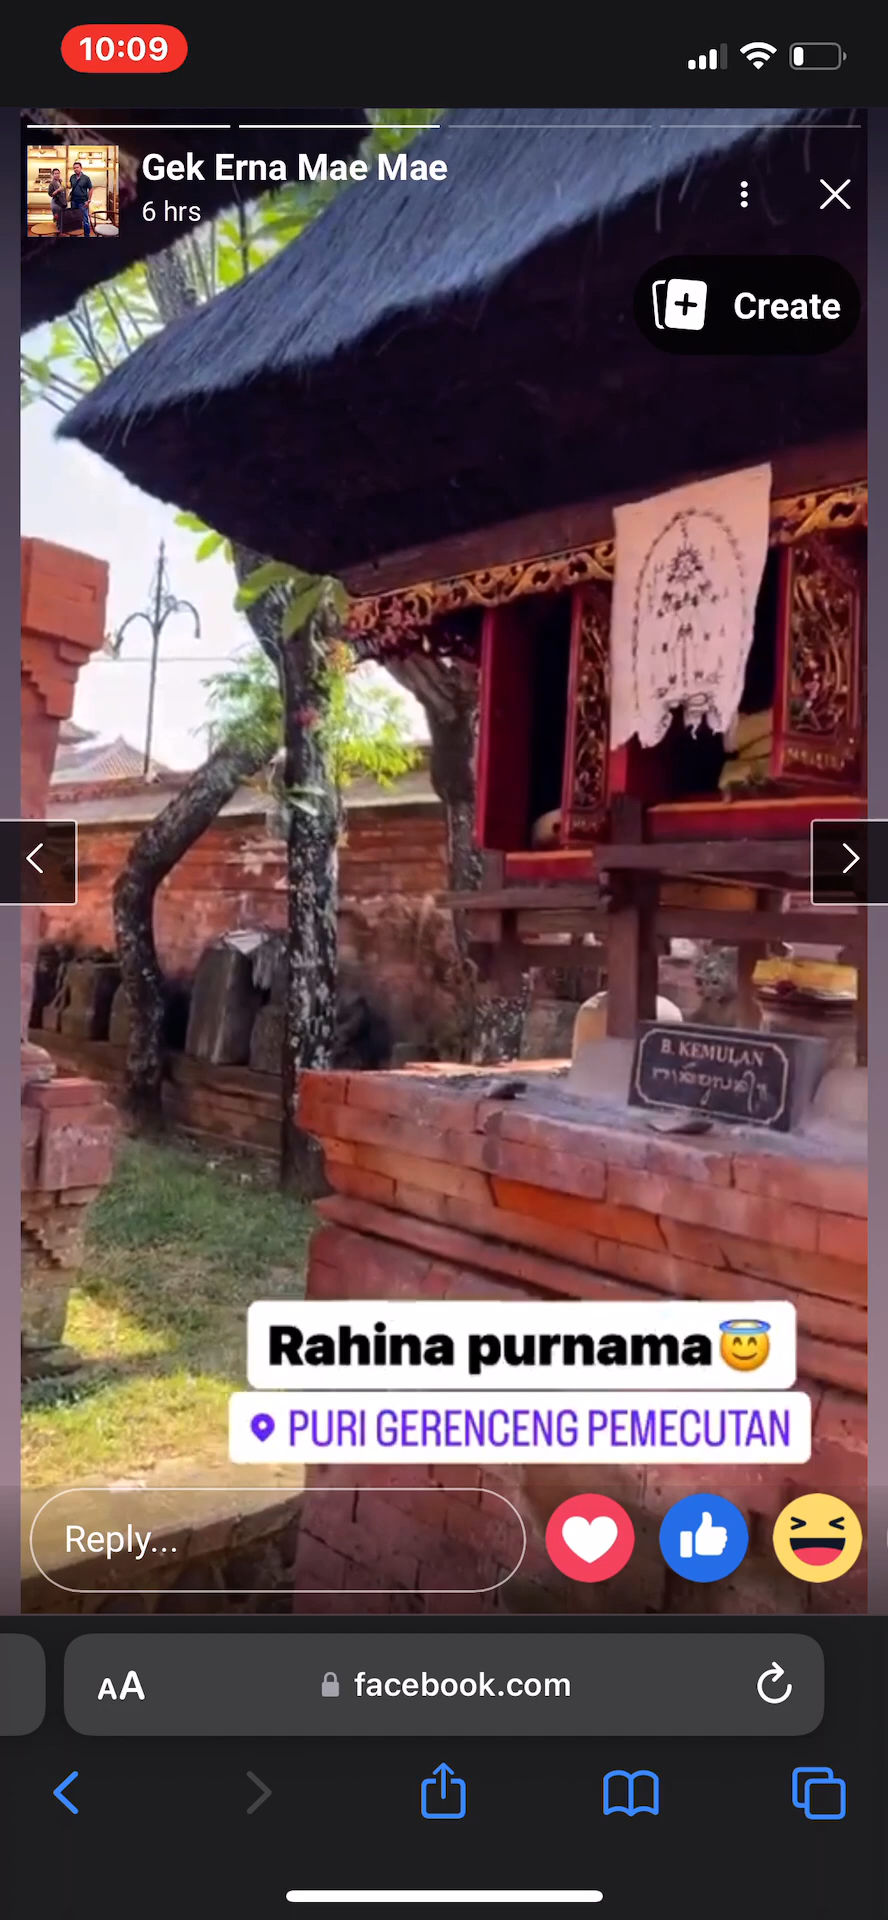 10:09
Gek Erna Mae Mae
6 hrs
Create
B. KEMULAN
Rahina purnama😇
PURI GERENCENG PEMECUTAN
Reply...
AA
facebook.com